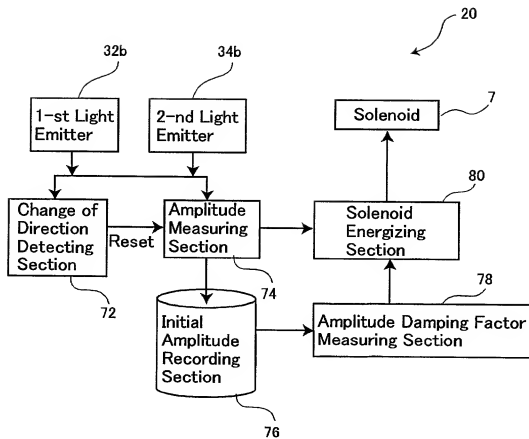 20
32b
34b
7
1-st Light
Emitter
2-nd Light
Emitter
Solenoid
80
Change of
Direction
Detecting
Section
Reset
Amplitude
Measuring
Section
Solenoid
Energizing
Section
72
74
78
Initial
Amplitude
Recording
Section
Amplitude Damping Factor
Measuring Section
76